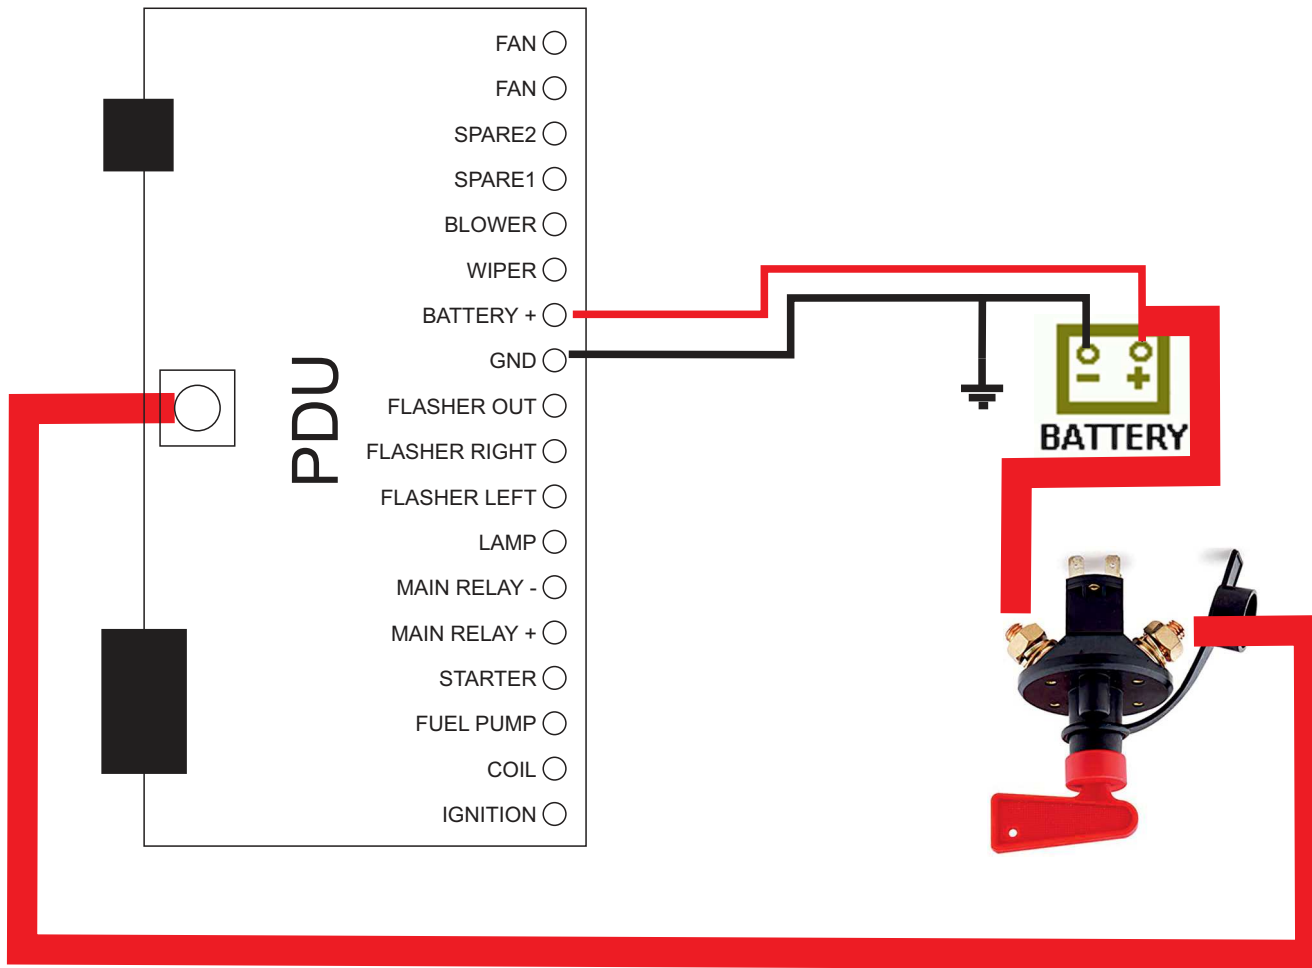 FAN
FAN
SPARE2
SPARE1
BLOWER
WIPER
BATTERY +
GND
FLASHER OUT
FLASHER RIGHT
FLASHER LEFT
LAMP
MAIN RELAY -
MAIN RELAY +
STARTER
FUEL PUMP
COIL
IGNITION
PDU
- +
BATTERY